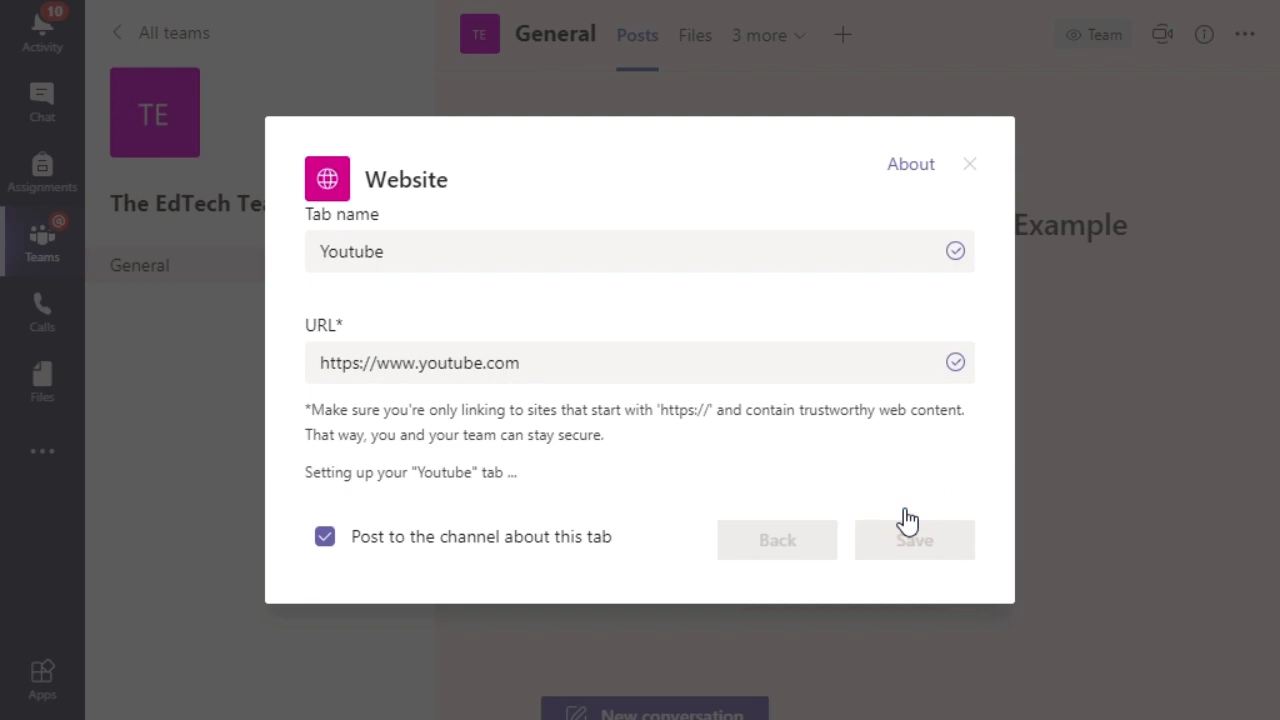 10
Activity
Chat
Assignments
@
Teams
Calls
Files
Apps
All teams
TE
The EdTech Tea
General
TE
General
Posts
Files
3 more
Team
Example
Website
About
Tab name
Youtube
URL*
https://www.youtube.com
*Make sure you're only linking to sites that start with 'https://' and contain trustworthy web content.
That way, you and your team can stay secure.
Setting up your "Youtube" tab ...
Post to the channel about this tab
Back
Save
New conversation